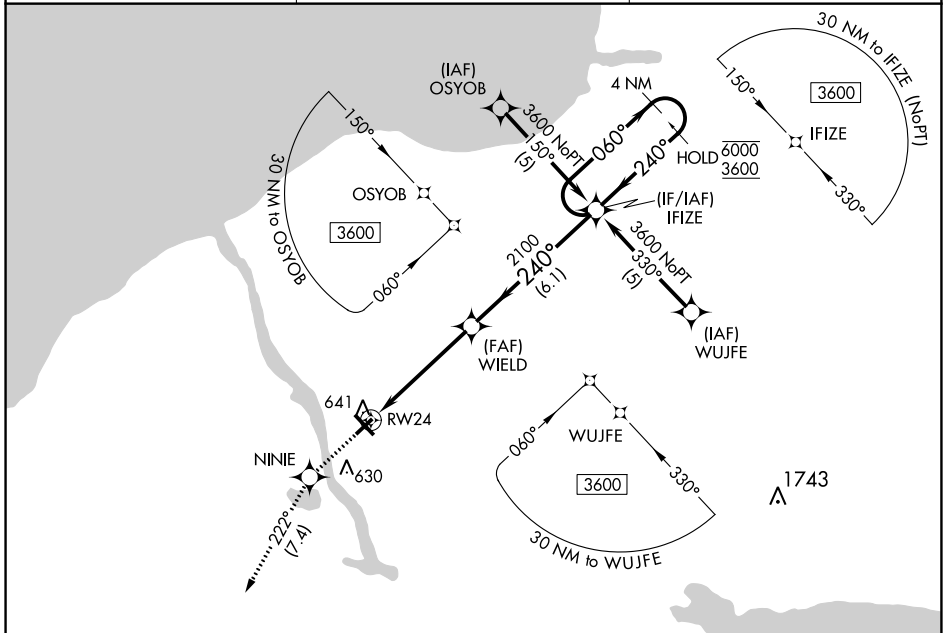 30 NM to IFIZE (NoPT)
150°
3600
IFIZE
330°
(IAF)
OSYOB
4 NM
3600 NoPT
150°
(5)
060°
240°
HOLD
6000
3600
(IF/IAF)
IFIZE
150°
OSYOB
30 NM to OSYOB
3600
060°
2100
240°
(6.1)
3600 NoPT
330°
(5)
(IAF)
WUJFE
(FAF)
WIELD
641
RW24
NINIE
630
222°
(7.4)
060°
WUJFE
3600
330°
30 NM to WUJFE
1743